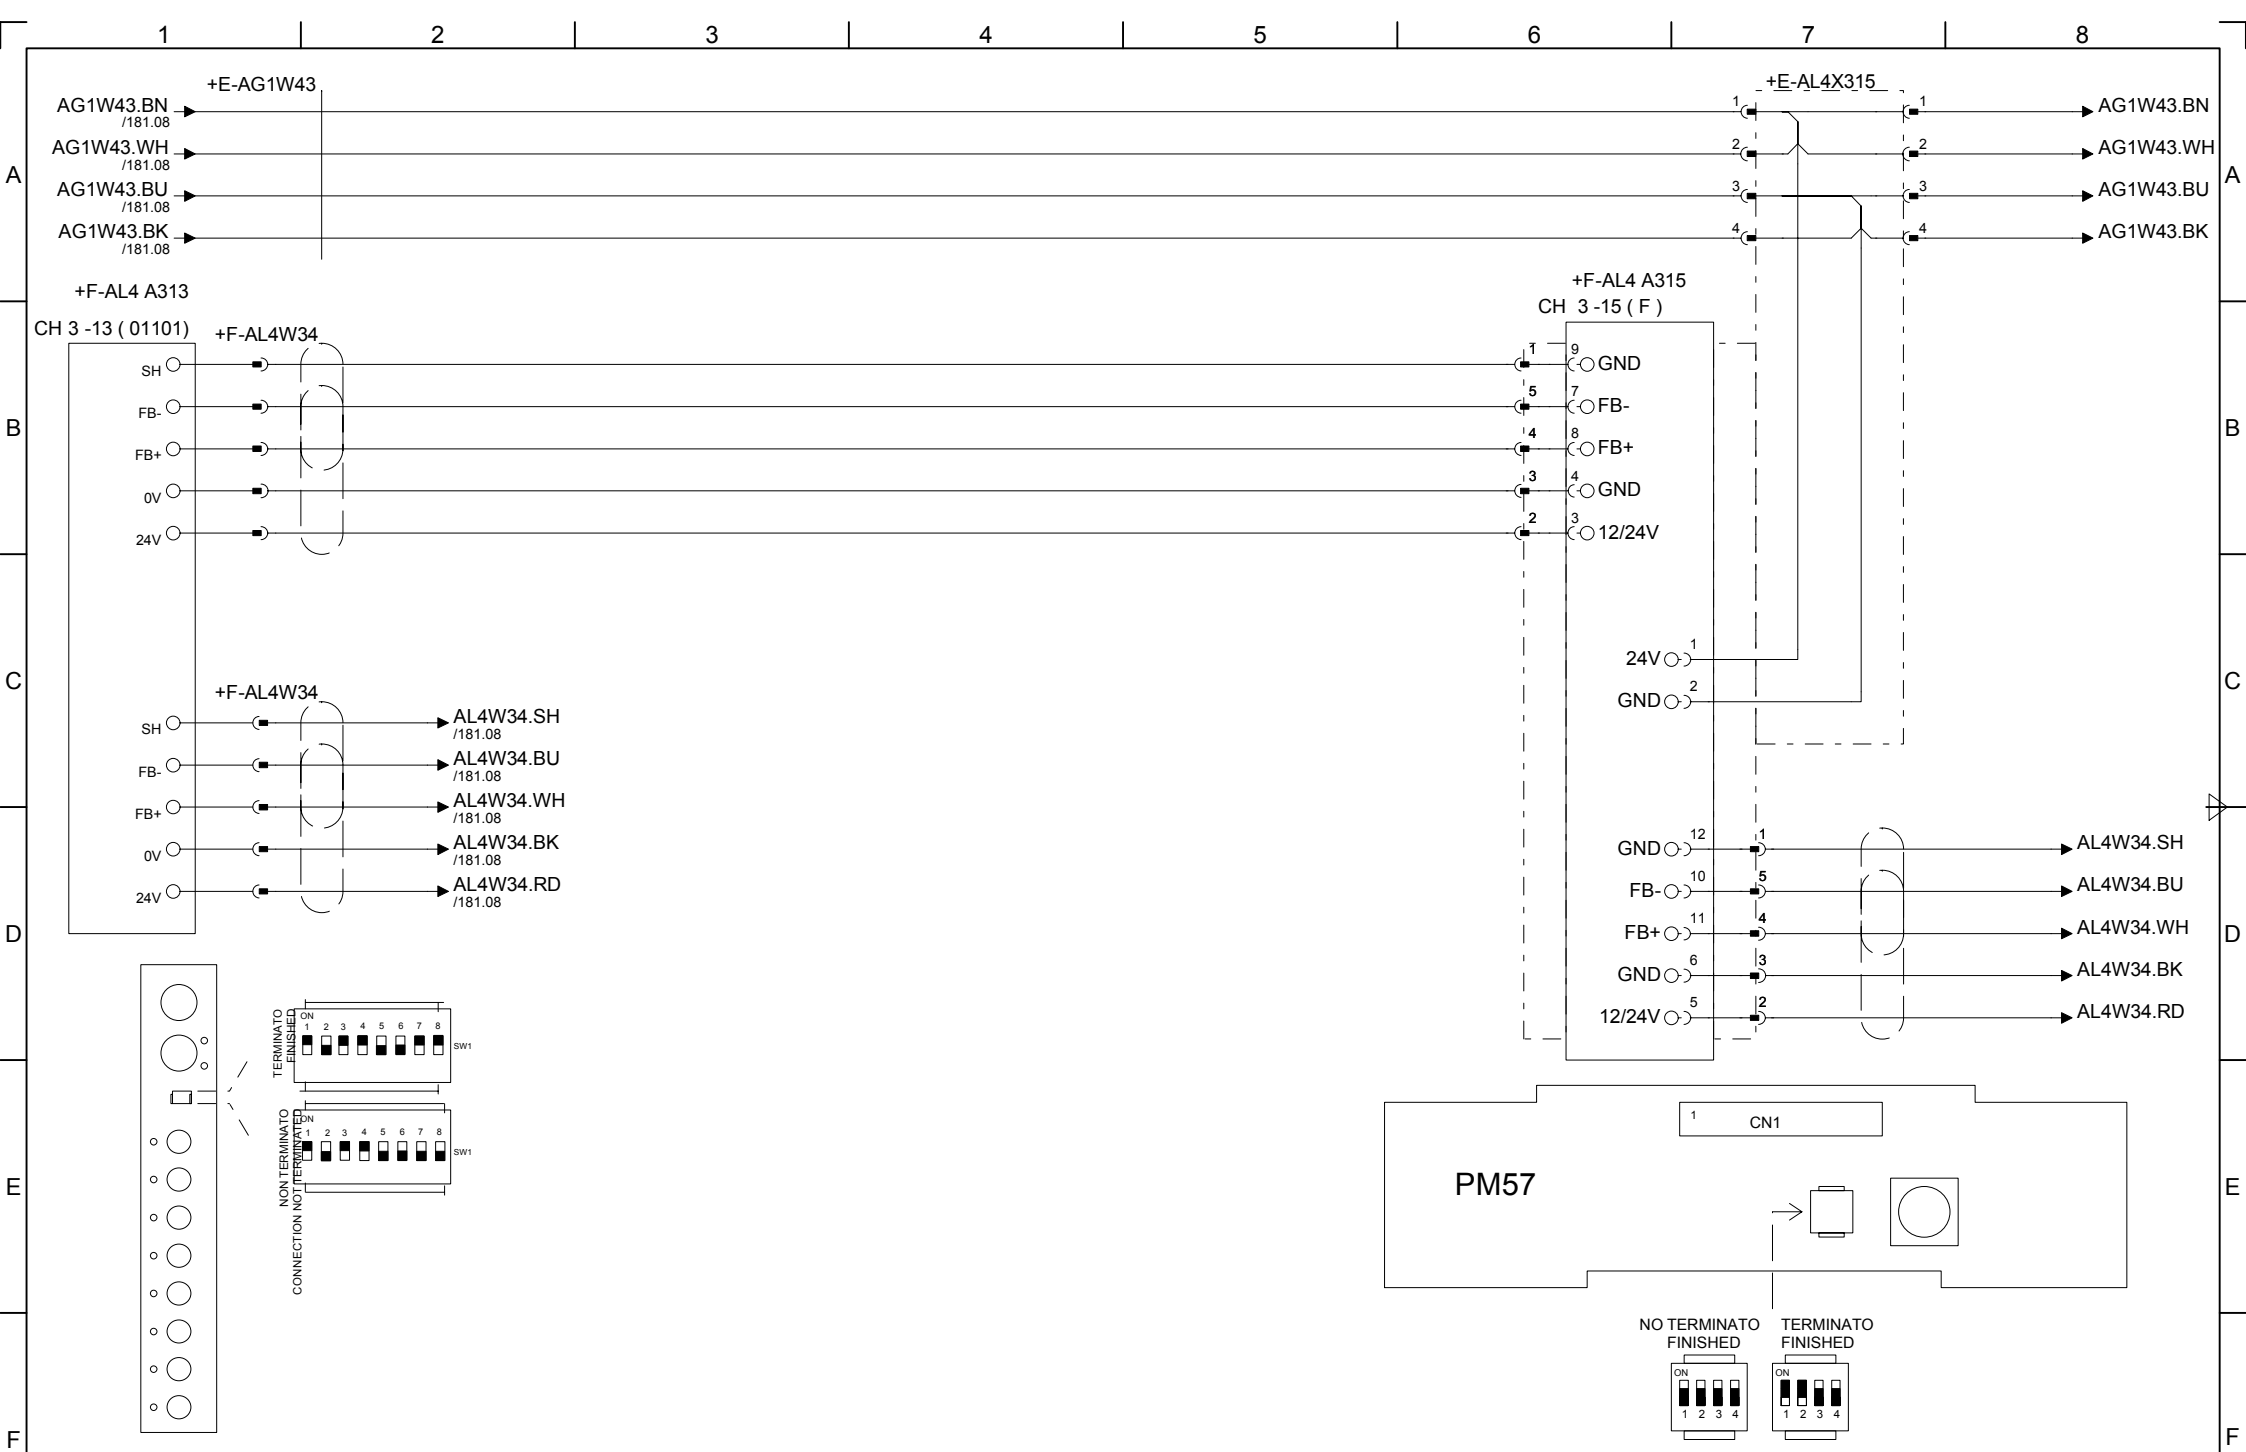 1 2 3 4 5 6 7 8
+E-AG1W43 +E-AL4X315
AG1W43.BN 1 1 AG1W43.BN
/181.08
AG1W43.WH 2 2 AG1W43.WH
/181.08
A A
AG1W43.BU 3 3 AG1W43.BU
/181.08
AG1W43.BK 4 4 AG1W43.BK
/181.08
+F-AL4 A313 +F-AL4 A315
CH 3 -15 ( F )
CH 3 -13 ( 01101) +F-AL4W34
SH 1 9 GND
FB- 5 7 FB-
B B
FB+ 4 8 FB+
0V 3 4 GND
24V 2 3 12/24V
24V 1
C C
+F-AL4W34 GND 2
SH AL4W34.SH
/181.08
FB- AL4W34.BU
/181.08
FB+ AL4W34.WH
/181.08
0V AL4W34.BK
/181.08
24V AL4W34.RD
/181.08
GND 12 1 AL4W34.SH
FB- 10 5 AL4W34.BU
D D
FB+ 11 4 AL4W34.WH
GND 6 3 AL4W34.BK
12/24V 5 2 AL4W34.RD
TERMINATO
FINISHED
ON
1 2 3 4 5 6 7 8
SW1
NON TERMINATO
CONNECTION NOT TERMINATED
ON
1 2 3 4 5 6 7 8
SW1
1 CN1
E E
PM57
NO TERMINATO
FINISHED
ON
1 2 3 4
TERMINATO
FINISHED
ON
1 2 3 4
F F